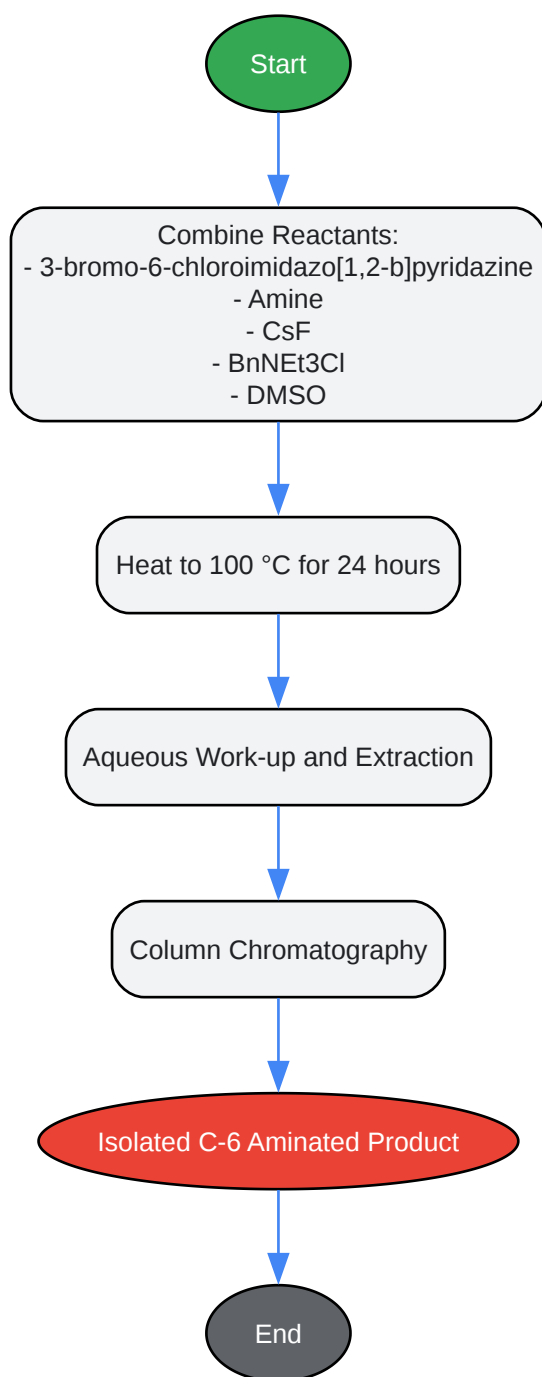 Start
Combine Reactants:
- 3-bromo-6-chloroimidazo[1,2-b]pyridazine
- Amine
- CsF
- BnNEt3Cl
- DMSO
Heat to 100 °C for 24 hours
Aqueous Work-up and Extraction
Column Chromatography
Isolated C-6 Aminated Product
End